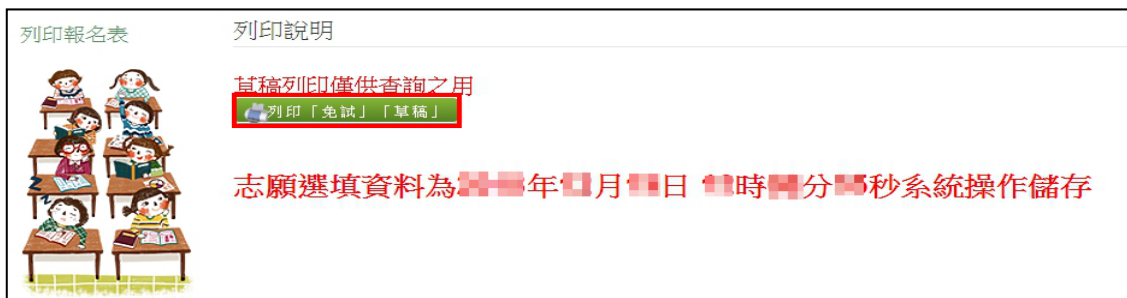 列印報名表
列印說明
草稿列印僅供查詢之用
列印「免試」「草稿」
志願選填資料為年月日 時分秒系統操作儲存